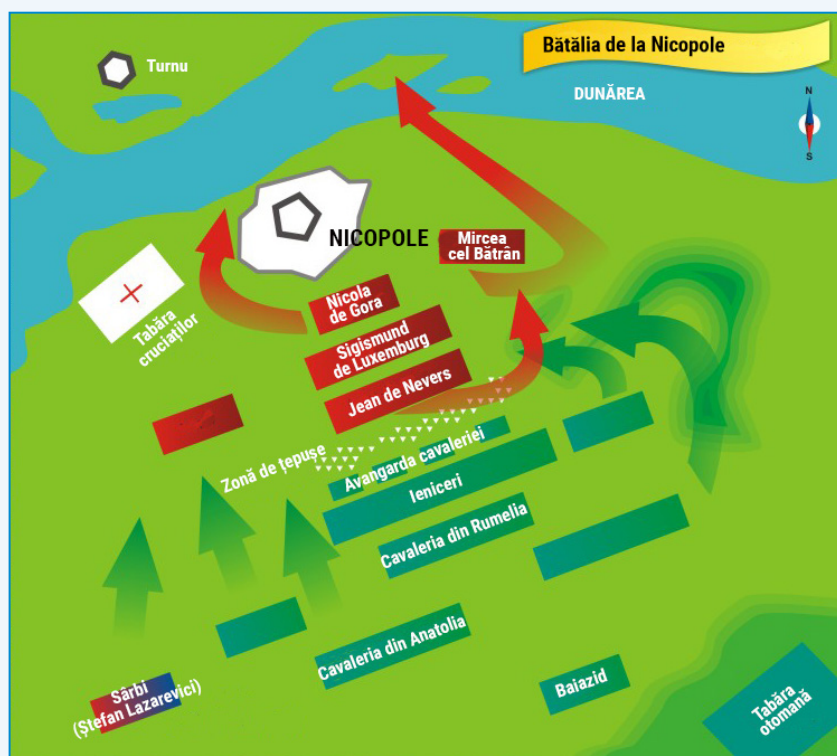 Bătălia de la Nicopole
Turnu
DUNĂREA
N
S
NICOPOLE
Mircea
cel Bătrân
Nicola
de Gora
Tabăra
cruciaților
Sigismund
de Luxemburg
Jean de Nevers
Zonă de țepușe
Avangarda cavaleriei
Ieniceri
Cavaleria din Rumelia
Cavaleria din Anatolia
Sârbi
(Ștefan Lazarevici)
Baiazid
Tabăra
otomană